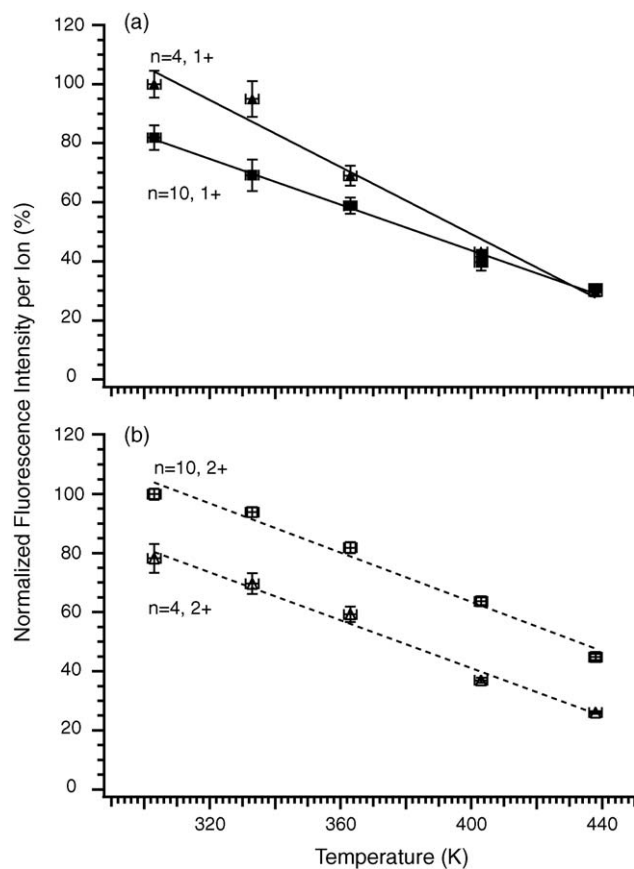 Normalized Fluorescence Intensity per Ion (%)
(a)
120
100
80
60
40
20
0
n=4, 1+
n=10, 1+
(b)
120
100
80
60
40
20
0
n=10, 2+
n=4, 2+
320
360
400
440
Temperature (K)